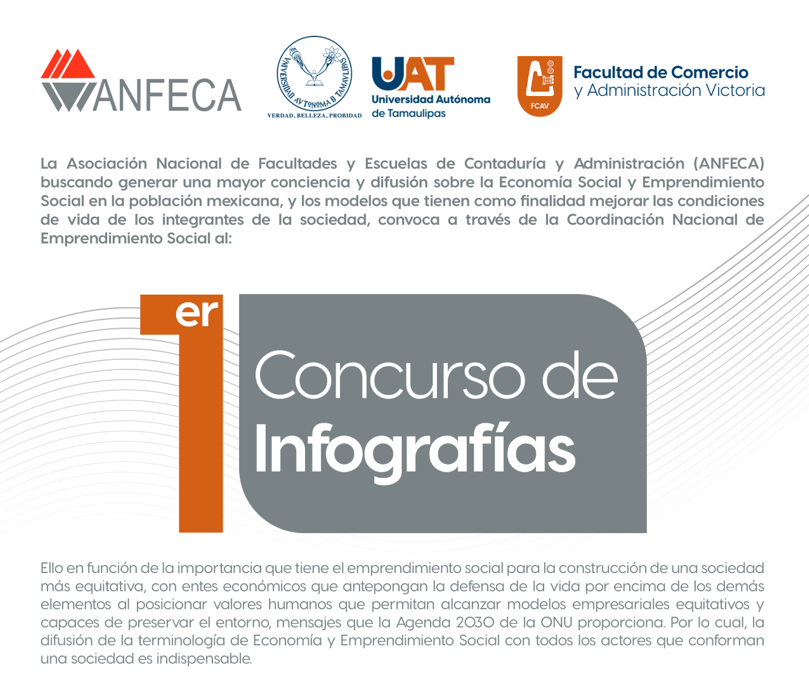 ANFECA
UNIVERSIDAD AVTONOMA D TAMAVLIPAS
VERDAD, BELLEZA, PROBIDAD
UAT
Universidad Autónoma
de Tamaulipas
FCAV
Facultad de Comercio
y Administración Victoria
La Asociación Nacional de Facultades y Escuelas de Contaduría y Administración (ANFECA)
buscando generar una mayor conciencia y difusión sobre la Economía Social y Emprendimiento
Social en la población mexicana, y los modelos que tienen como finalidad mejorar las condiciones
de vida de los integrantes de la sociedad, convoca a través de la Coordinación Nacional de
Emprendimiento Social al:
1er
Concurso de
Infografías
Ello en función de la importancia que tiene el emprendimiento social para la construcción de una sociedad
más equitativa, con entes económicos que antepongan la defensa de la vida por encima de los demás
elementos al posicionar valores humanos que permitan alcanzar modelos empresariales equitativos y
capaces de preservar el entorno, mensajes que la Agenda 2030 de la ONU proporciona. Por lo cual, la
difusión de la terminología de Economía y Emprendimiento Social con todos los actores que conforman
una sociedad es indispensable.